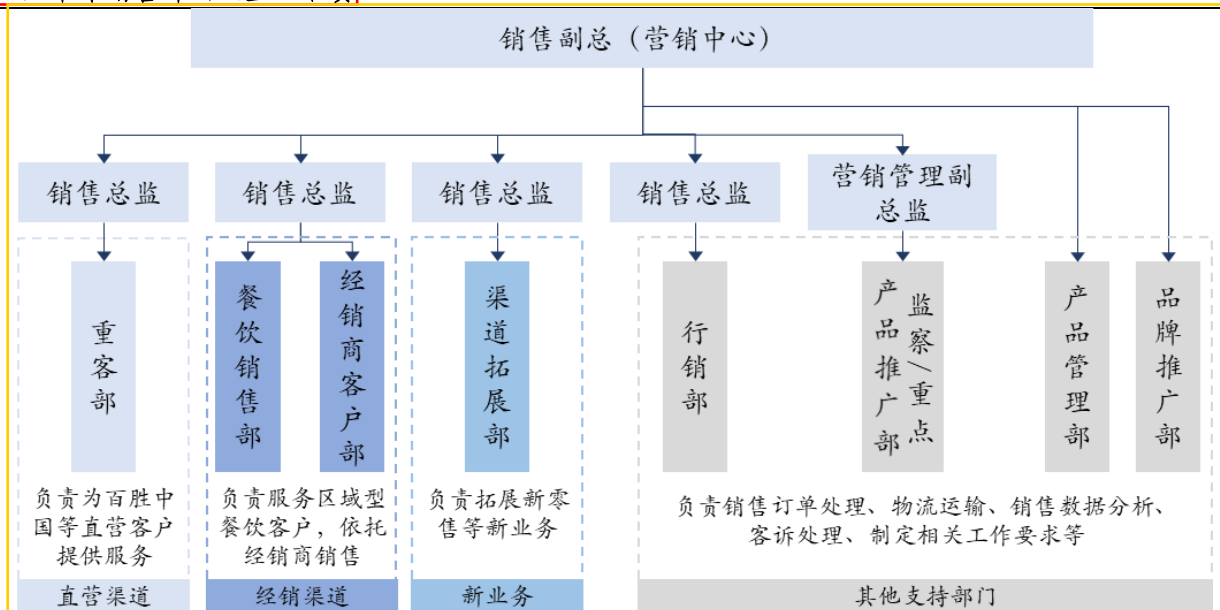 销售副总（营销中心）
销售总监
销售总监
销售总监
销售总监
营销管理副
总监
重客部
餐饮销售部
经销商客户部
渠道拓展部
行销部
监察/重点
产品推广部
产品管理部
品牌推广部
负责为百胜中
国等直营客户
提供服务
负责服务区域型
餐饮客户，依托
经销商销售
负责拓展新零
售等新业务
负责销售订单处理、物流运输、销售数据分析、
客诉处理、制定相关工作要求等
直营渠道
经销渠道
新业务
其他支持部门